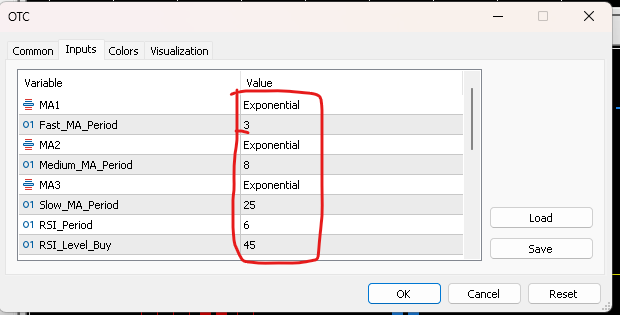 OTC
Common Inputs Colors Visualization
Variable Value
MA1 Exponential
01 Fast_MA_Period 3
MA2 Exponential
01 Medium_MA_Period 8
MA3 Exponential
01 Slow_MA_Period 25
01 RSI_Period 6
01 RSI_Level_Buy 45
Load
Save
OK Cancel Reset